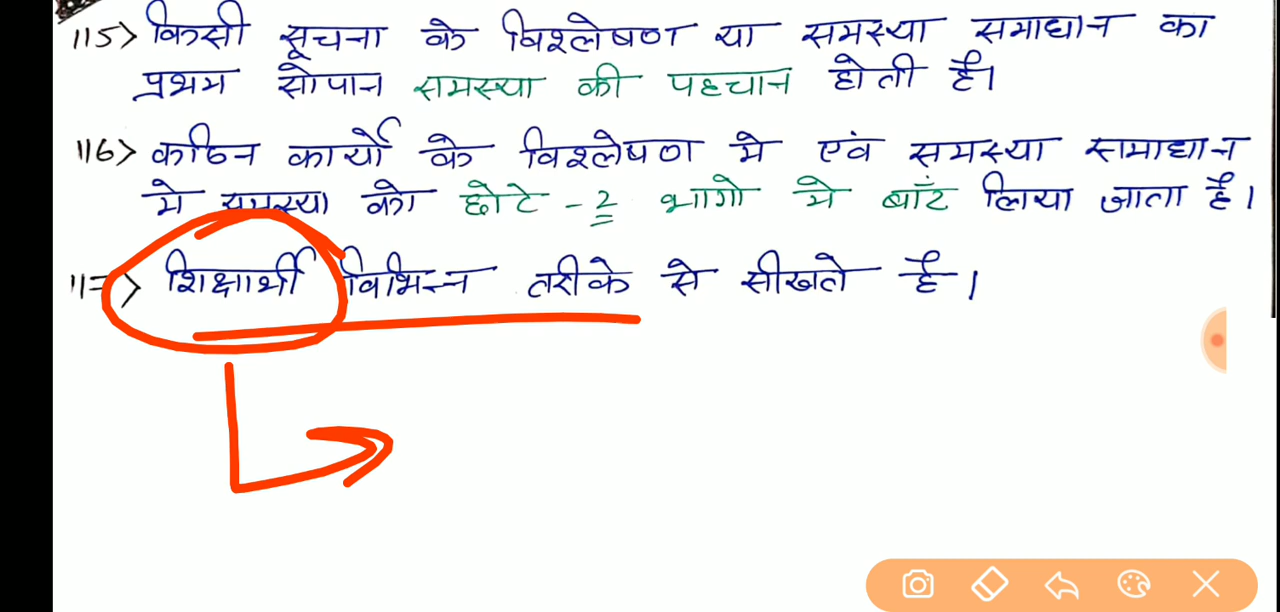 115> किसी सूचना के विश्लेषण या समस्या समाधान का
प्रथम सोपान समस्या की पहचान होती है।
116> कठिन कार्यो के विश्लेषण मे एवं समस्या समाधान
मे समस्या को छोटे - 2 भागो मे बाँट लिया जाता है।
117> शिक्षार्थी विभिन्न तरीके से सीखते है।